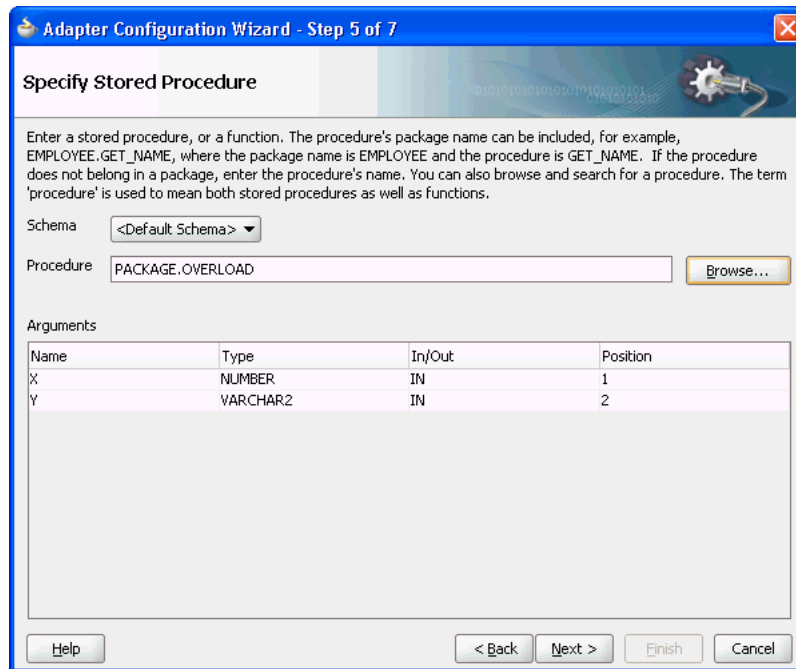 Adapter Configuration Wizard - Step 5 of 7
Specify Stored Procedure
Enter a stored procedure, or a function. The procedure's package name can be included, for example,
EMPLOYEE.GET_NAME, where the package name is EMPLOYEE and the procedure is GET_NAME.  If the procedure
does not belong in a package, enter the procedure's name. You can also browse and search for a procedure. The term
'procedure' is used to mean both stored procedures as well as functions.
Schema <Default Schema>
Procedure PACKAGE.OVERLOAD Browse...
Arguments
Name Type In/Out Position
X NUMBER IN 1
Y VARCHAR2 IN 2
Help < Back Next > Finish Cancel